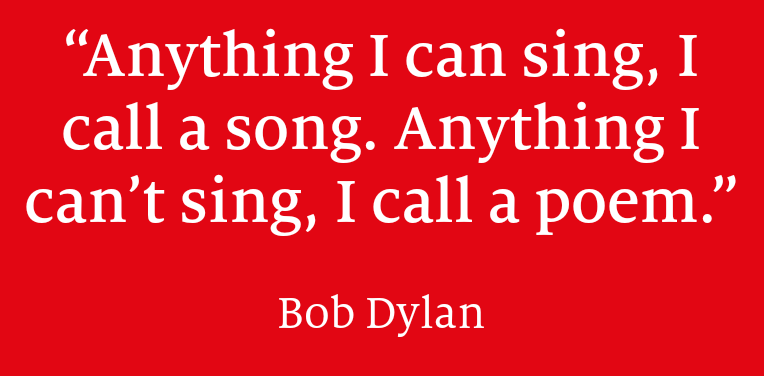 “Anything I can sing, I
call a song. Anything I
can’t sing, I call a poem.”
Bob Dylan